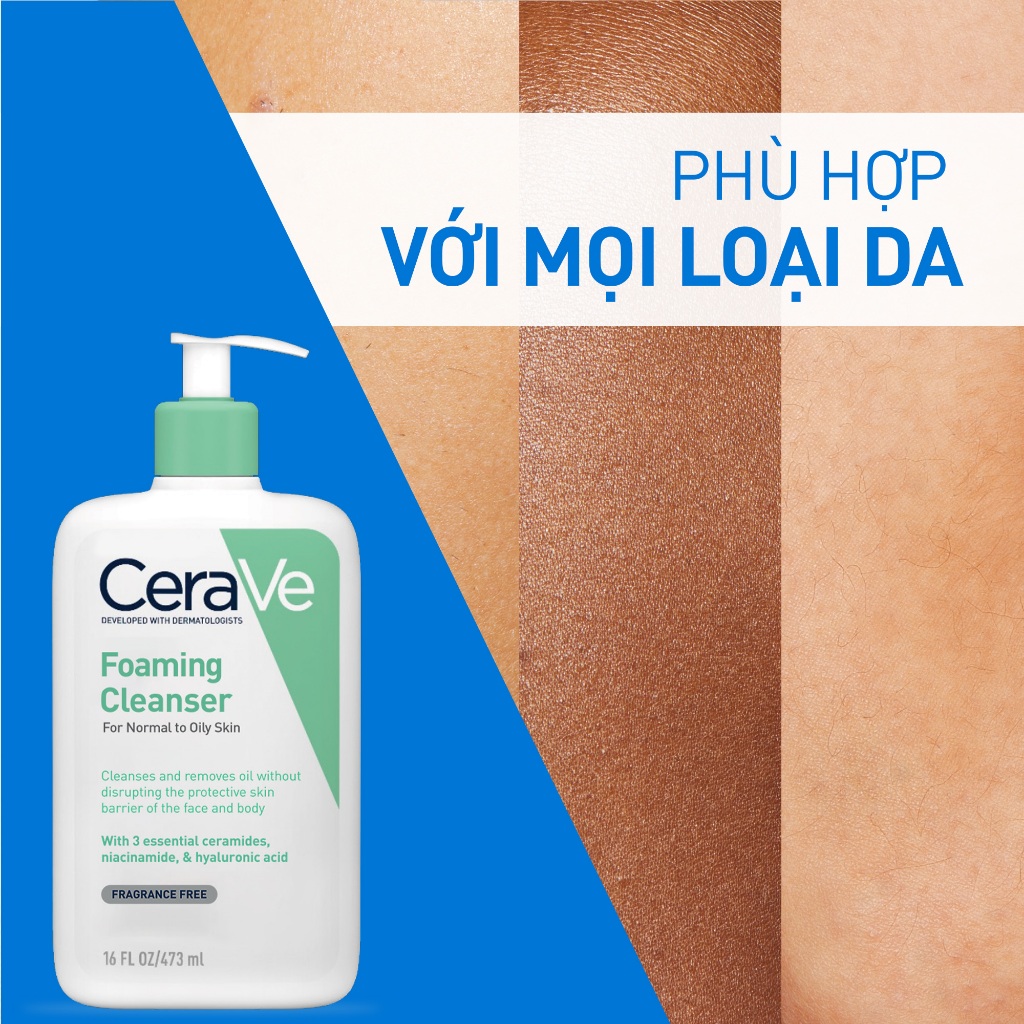 PHÙ HỢP
VỚI MỌI LOẠI DA
CeraVe
DEVELOPED WITH DERMATOLOGISTS
Foaming
Cleanser
For Normal to Oily Skin
Cleanses and removes oil without
disrupting the protective skin
barrier of the face and body
With 3 essential ceramides,
niacinamide, & hyaluronic acid
FRAGRANCE FREE
16 FL OZ/473 ml